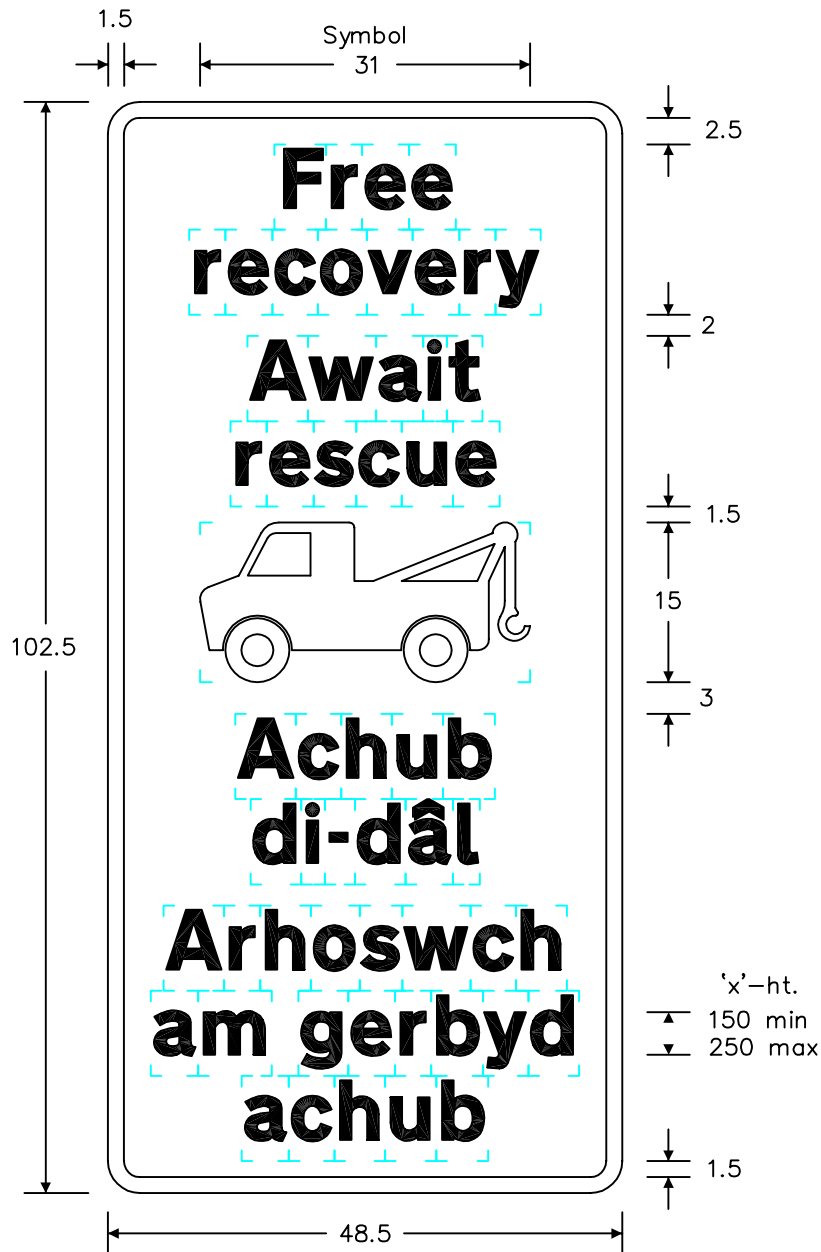 1.5
Symbol
31
2.5
Free
recovery
2
Await
rescue
1.5
15
102.5
3
Achub
di-dâl
Arhoswch
'x'-ht.
am gerbyd
150 min
250 max
achub
1.5
48.5